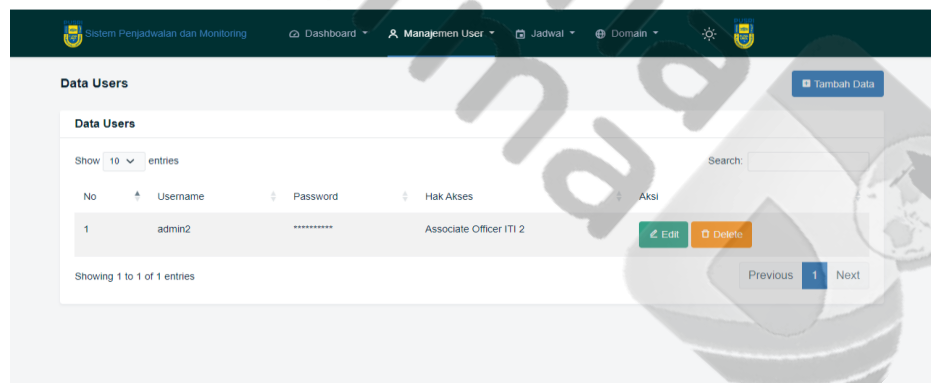 Sistem Penjadwalan dan Monitoring Dashboard Manajemen User Jadwal Domain
Data Users
Tambah Data
Data Users
Show 10 entries
Search:
No Username Password Hak Akses Aksi
1 admin2 ********** Associate Officer ITI 2 Edit Delete
Showing 1 to 1 of 1 entries
Previous 1 Next